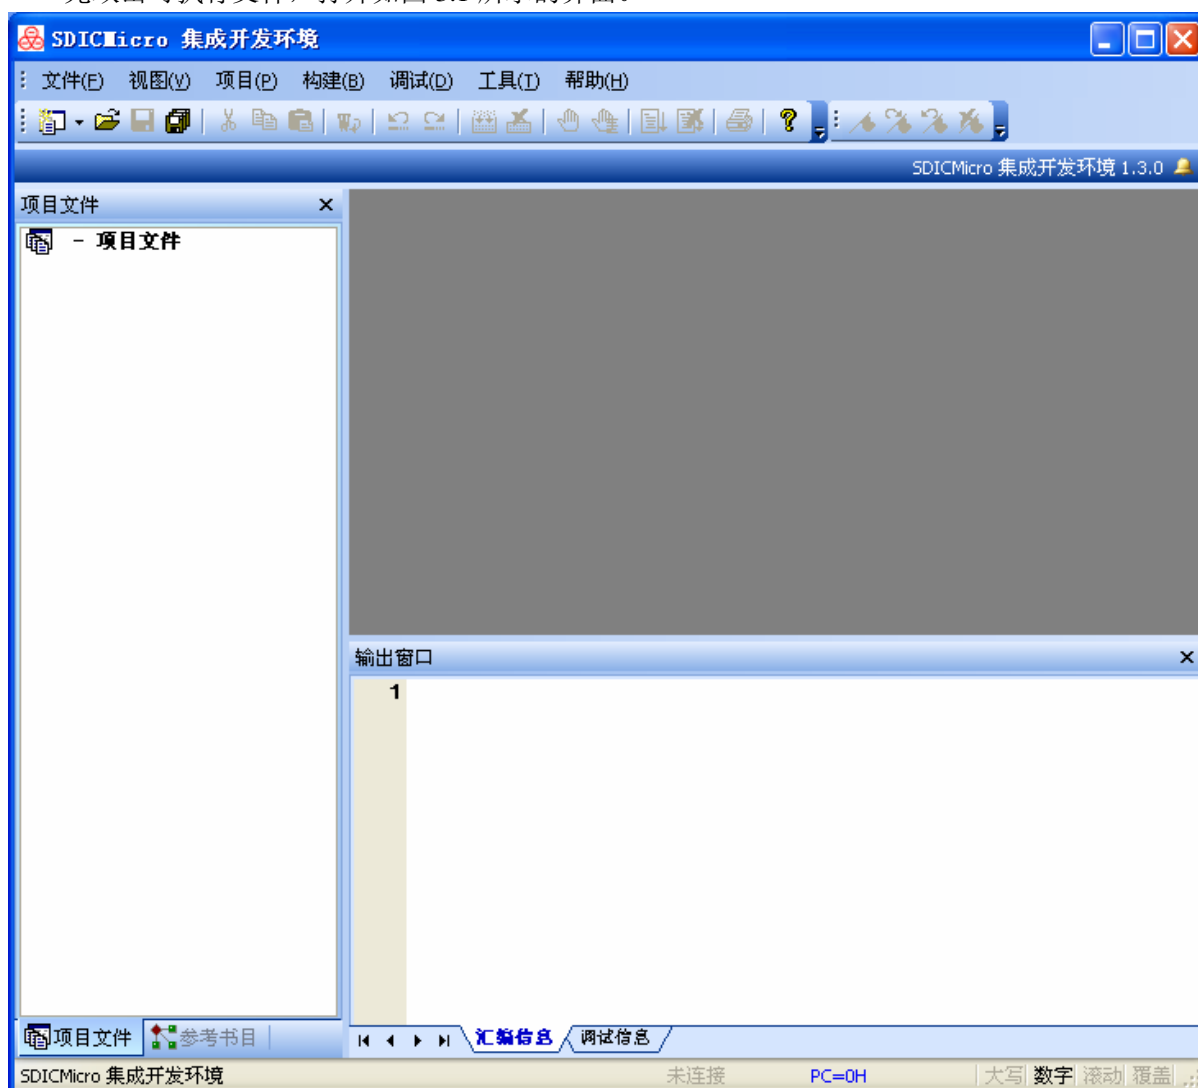 SDICMicro 集成开发环境
文件(F) 视图(V) 项目(P) 构建(B) 调试(D) 工具(T) 帮助(H)
SDICMicro 集成开发环境 1.3.0
项目文件
- 项目文件
输出窗口
1
项目文件 参考书目
汇编信息 调试信息
SDICMicro 集成开发环境 未连接 PC=0H 大写 数字 滚动 覆盖